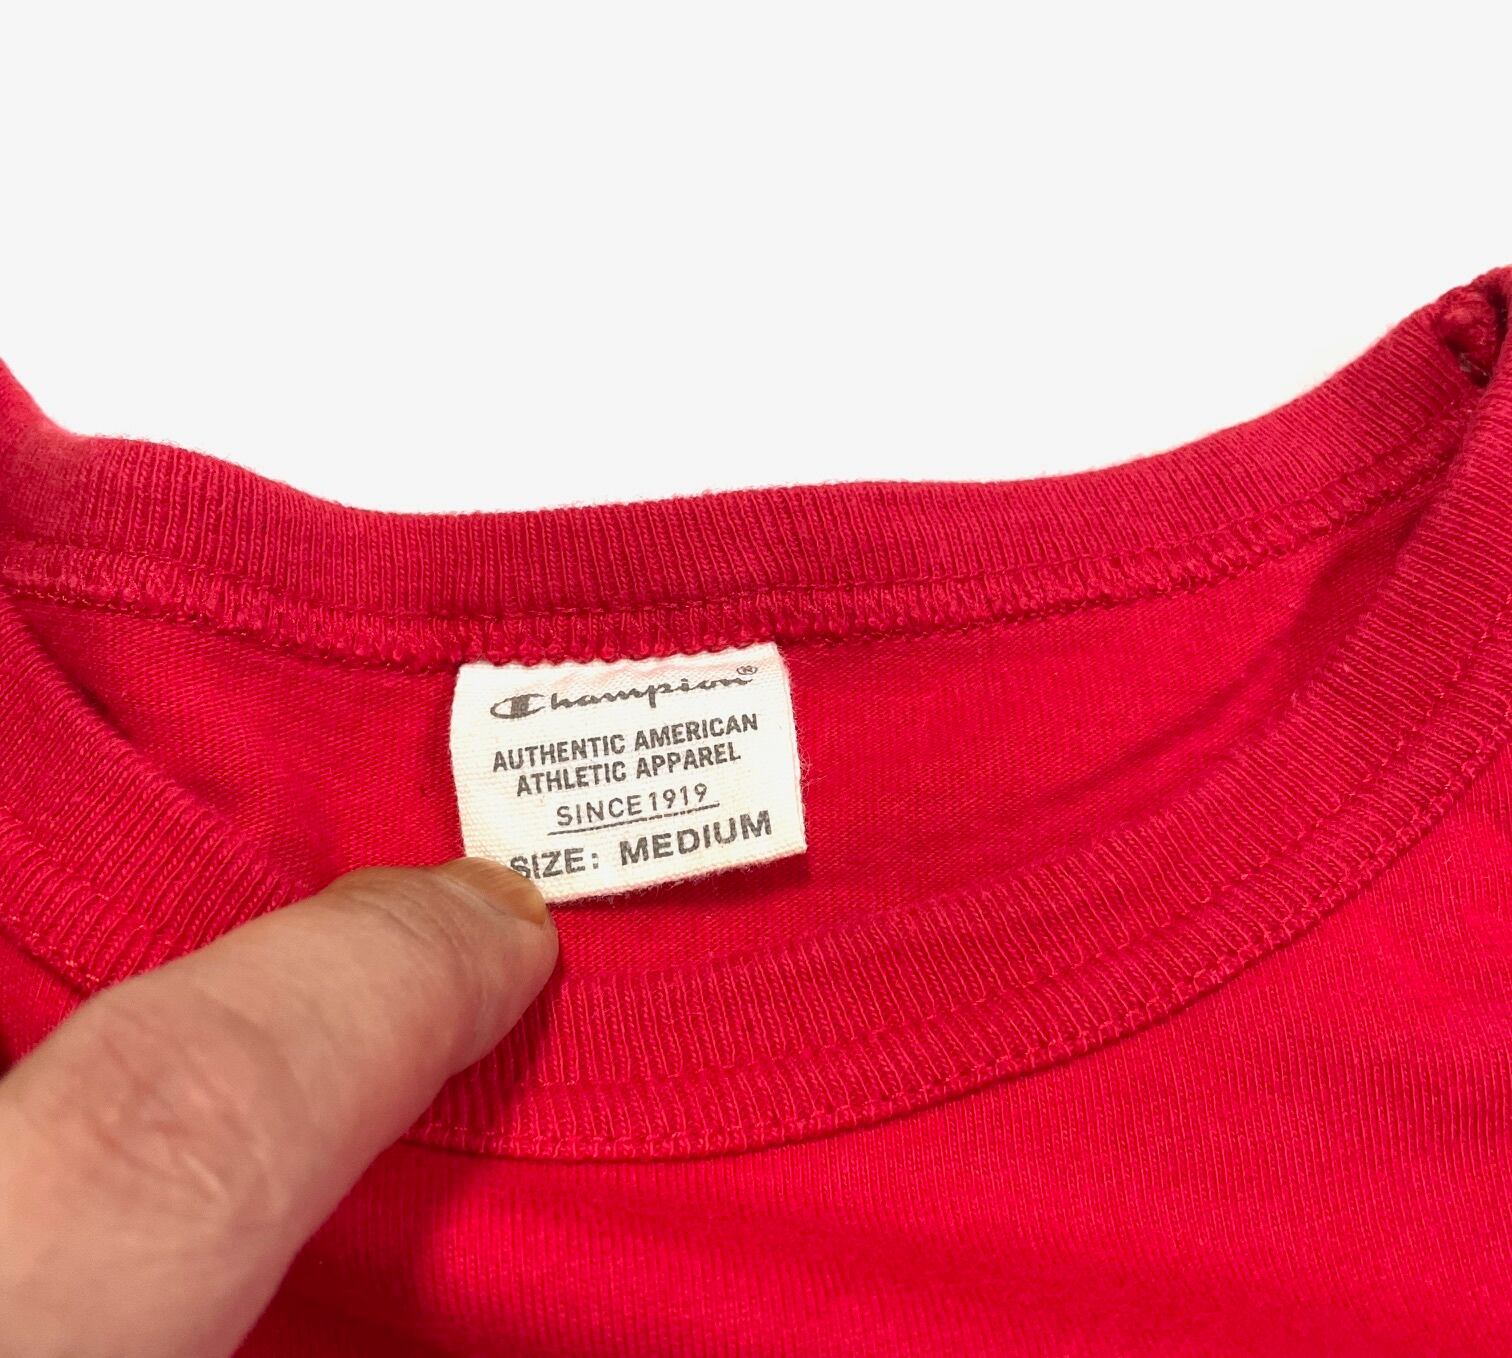 Champion®
AUTHENTIC AMERICAN
ATHLETIC APPAREL
SINCE 1919
SIZE: MEDIUM